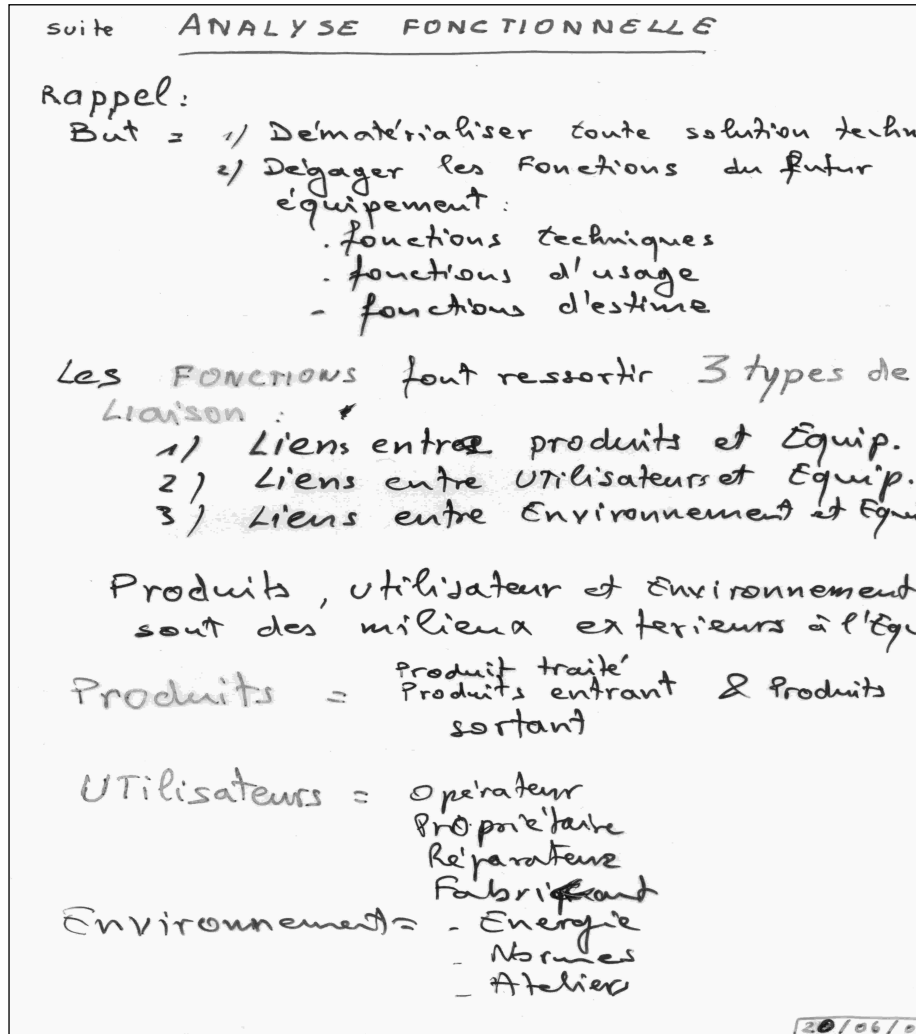 suite ANALYSE FONCTIONNELLE
Rappel:
But = 1) Dématérialiser toute solution techn
2) Dégager les Fonctions du futur
équipement :
. fonctions techniques
. fonctions d'usage
- fonctions d'estime
Les FONCTIONS font ressortir 3 types de
Liaison :
1) Liens entre produits et Equip.
2) Liens entre Utilisateurs et Equip.
3) Liens entre Environnement et Equi
Produits, utilisateur et Environnement
sont des milieux exterieurs à l'Equ
Produit traité
Produits = Produits entrant & Produits
sortant
UTilisateurs = Opérateur
Propriétaire
Réparateur
Fabricant
Environnement = - Energie
- Normes
- Ateliers
20/06/0